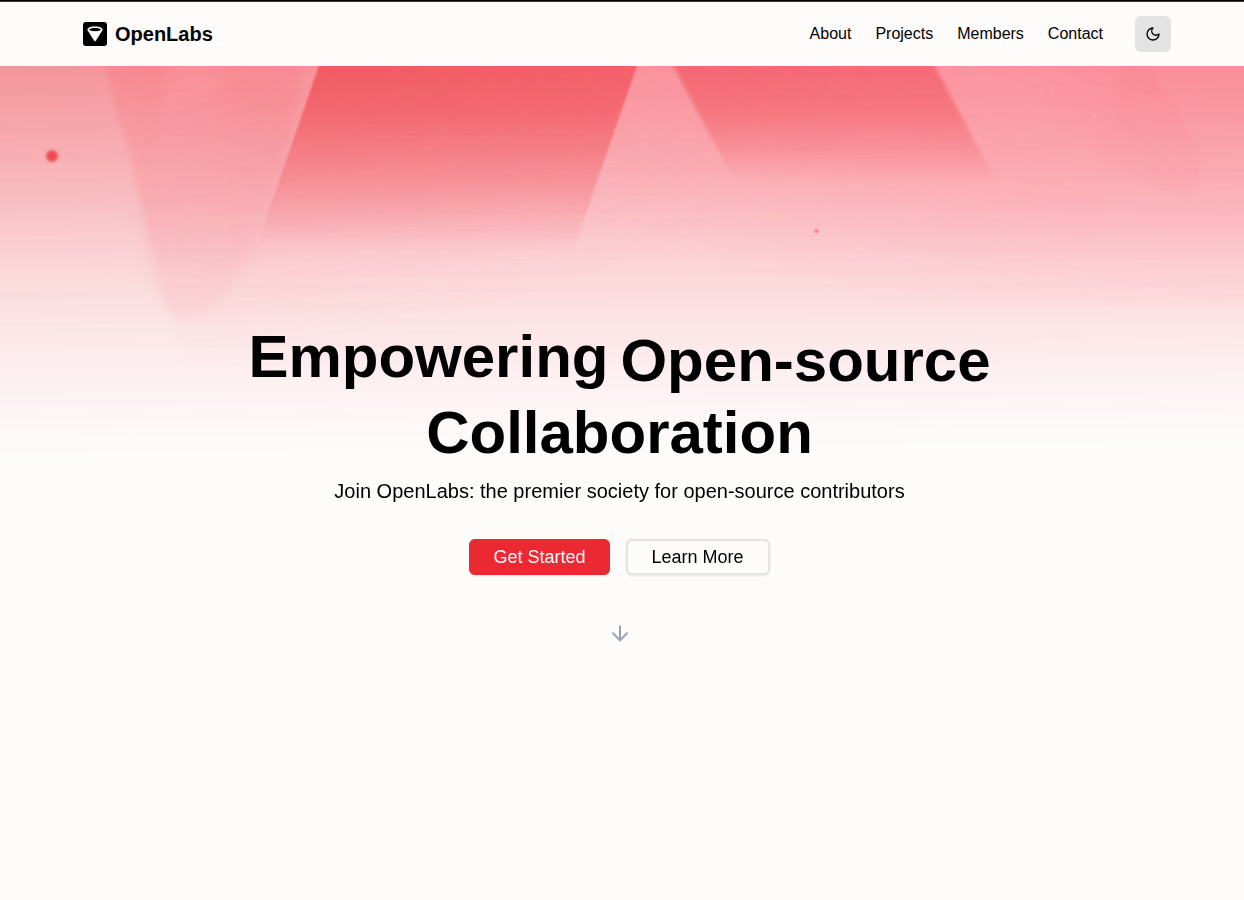 OpenLabs
About Projects Members Contact
Empowering Open-source
Collaboration
Join OpenLabs: the premier society for open-source contributors
Get Started Learn More